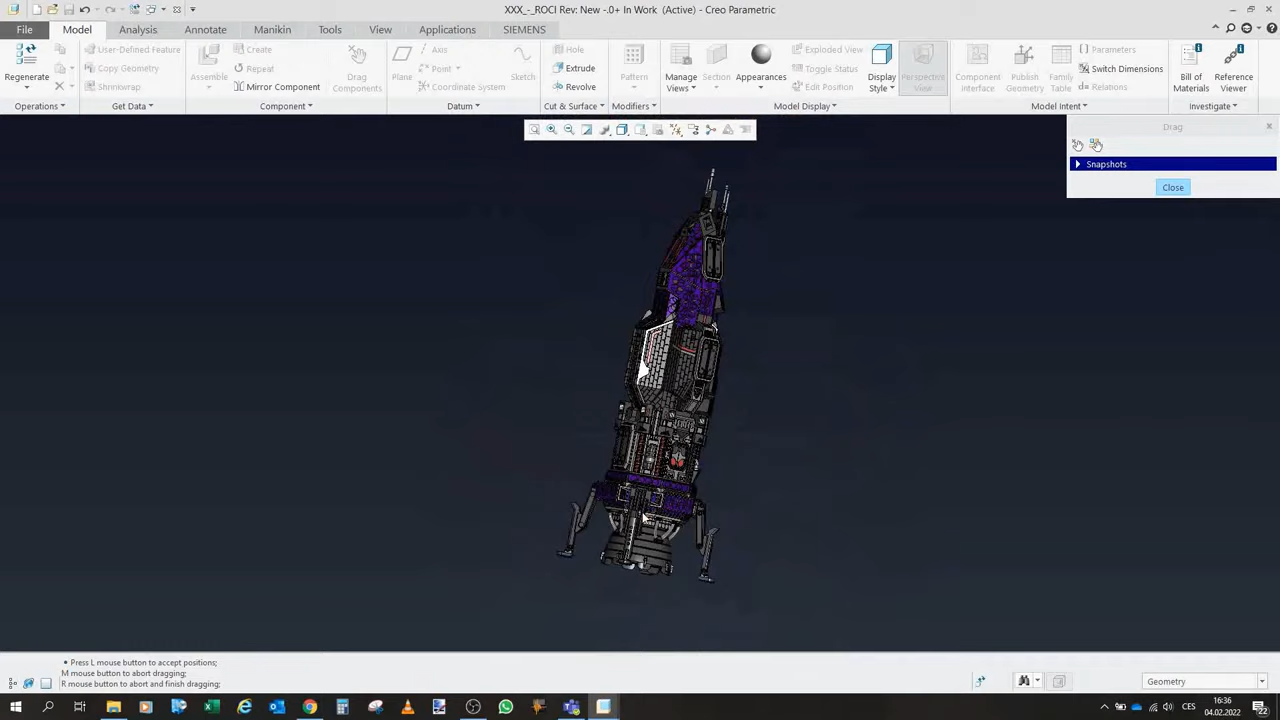 XXX_-_ROCI Rev: New -.0+ In Work (Active) - Creo Parametric
File
Model
Analysis
Annotate
Manikin
Tools
View
Applications
SIEMENS
Regenerate
User-Defined Feature
Copy Geometry
Shrinkwrap
Assemble
Create
Repeat
Mirror Component
Drag
Components
Plane
Axis
Point
Coordinate System
Sketch
Hole
Extrude
Revolve
Pattern
Manage
Views
Section
Appearances
Exploded View
Toggle Status
Edit Position
Display
Style
Perspective
View
Component
Interface
Publish
Geometry
Family
Table
Parameters
Switch Dimensions
Relations
Bill of
Materials
Reference
Viewer
Operations
Get Data
Component
Datum
Cut & Surface
Modifiers
Model Display
Model Intent
Investigate
Drag
Snapshots
Close
• Press L mouse button to accept positions;
M mouse button to abort dragging;
R mouse button to abort and finish dragging;
Geometry
CES
16:36
04.02.2022
22